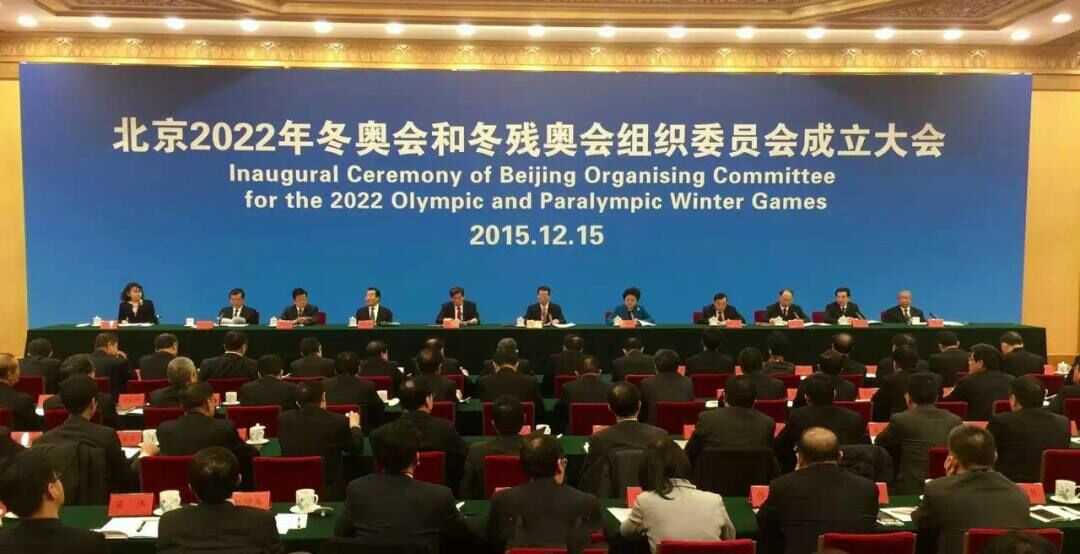 北京2022年冬奥会和冬残奥会组织委员会成立大会
Inaugural Ceremony of Beijing Organising Committee
for the 2022 Olympic and Paralympic Winter Games
2015.12.15